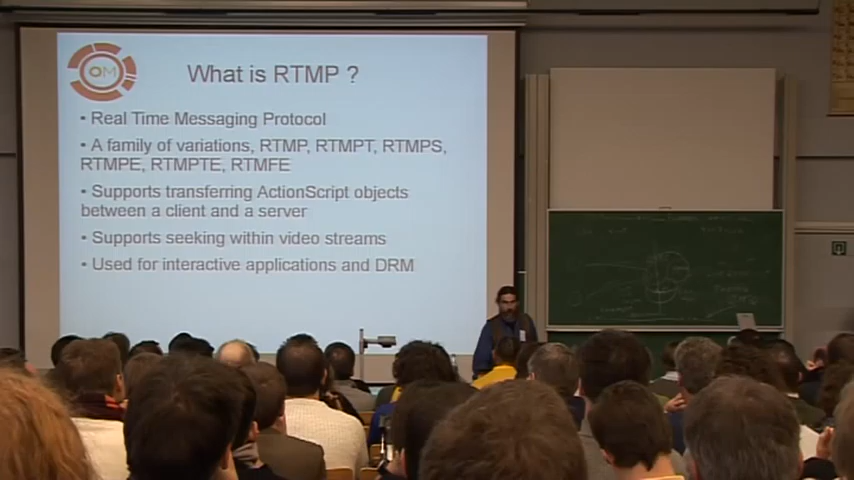 OM
What is RTMP ?
• Real Time Messaging Protocol
• A family of variations, RTMP, RTMPT, RTMPS,
RTMPE, RTMPTE, RTMFE
• Supports transferring ActionScript objects
between a client and a server
• Supports seeking within video streams
• Used for interactive applications and DRM